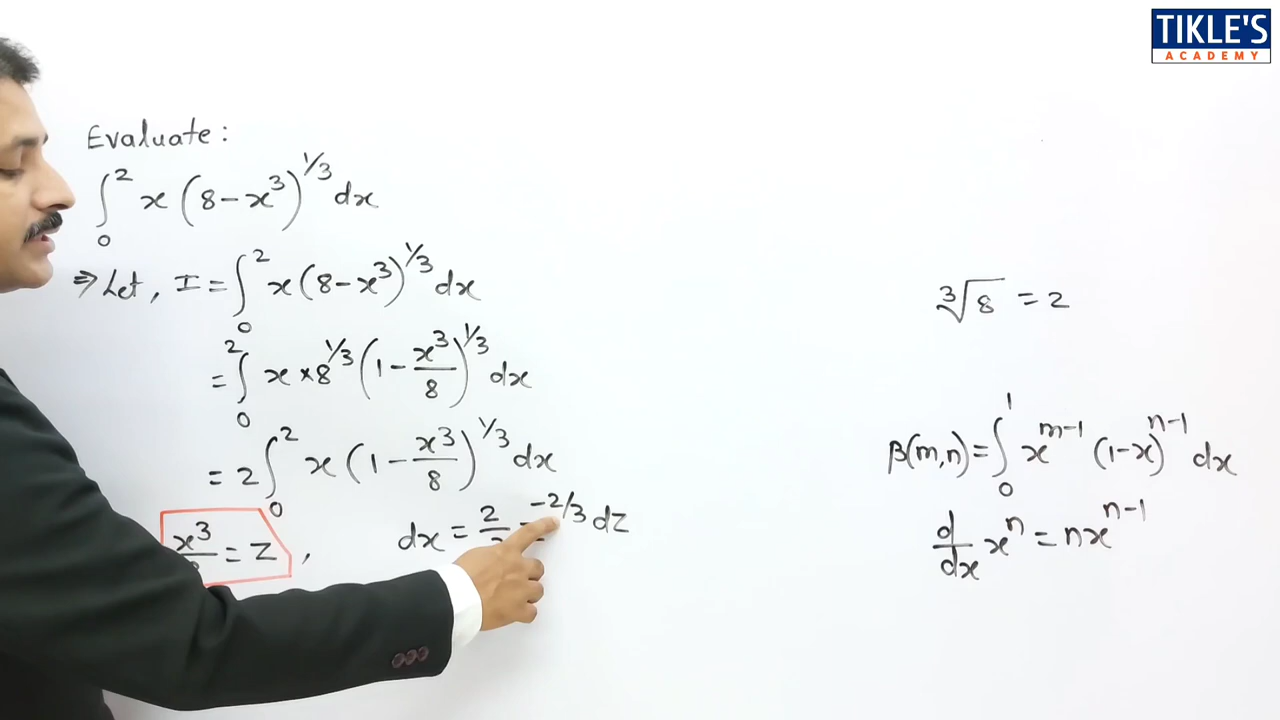 TIKLE'S
ACADEMY
Evaluate:
∫₀² x (8 − x³)^{1/3} dx
⇒ Let, I = ∫₀² x (8 − x³)^{1/3} dx
= ∫₀² x × 8^{1/3} (1 − x³/8)^{1/3} dx
= 2 ∫₀² x (1 − x³/8)^{1/3} dx
x³ = z , dx = 2 −2/3 dz
∛8 = 2
β(m,n) = ∫₀¹ x^{m−1} (1−x)^{n−1} dx
d/dx xⁿ = nx^{n−1}